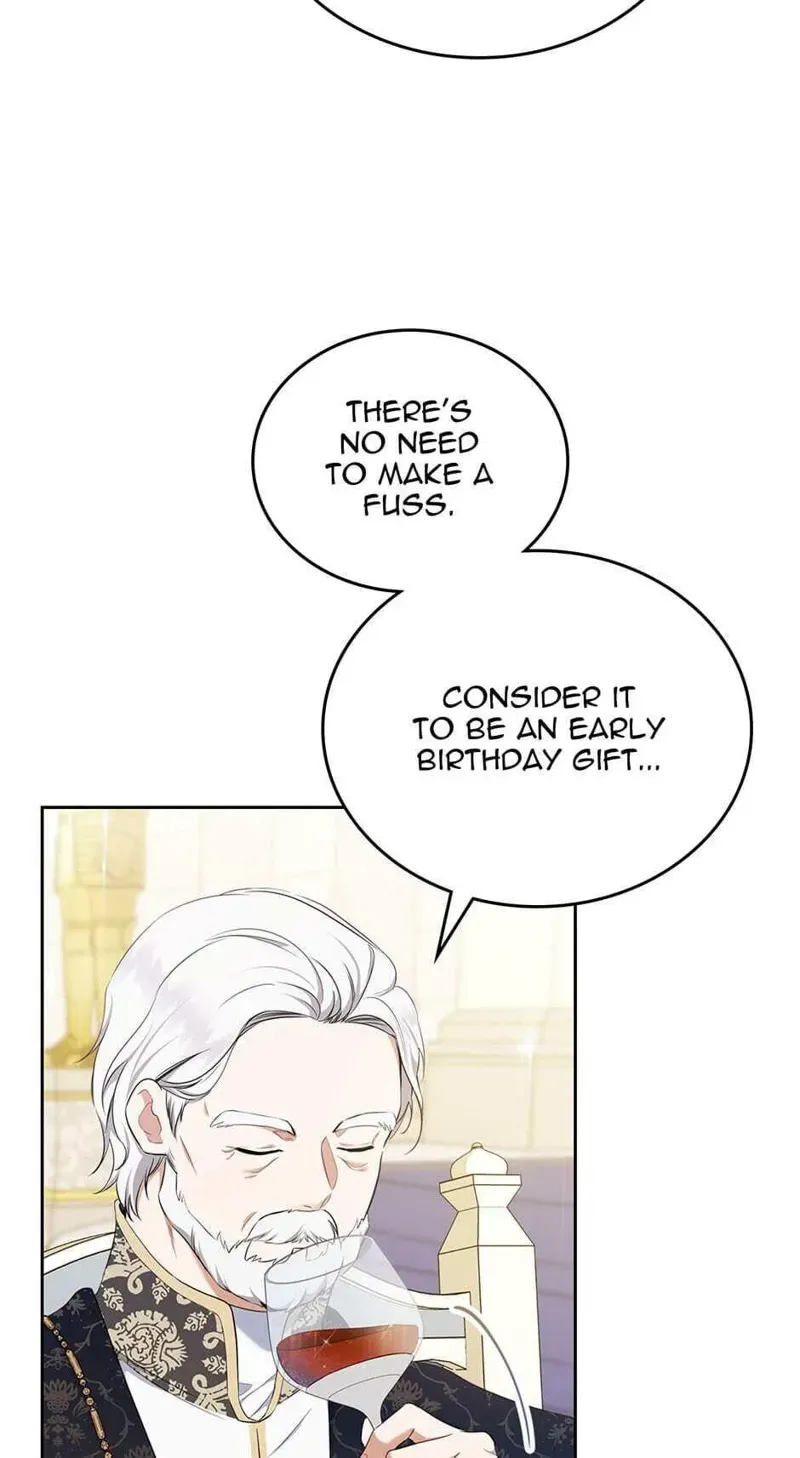 THERE'S
NO NEED
TO MAKE A
FUSS.
CONSIDER IT
TO BE AN EARLY
BIRTHDAY GIFT...